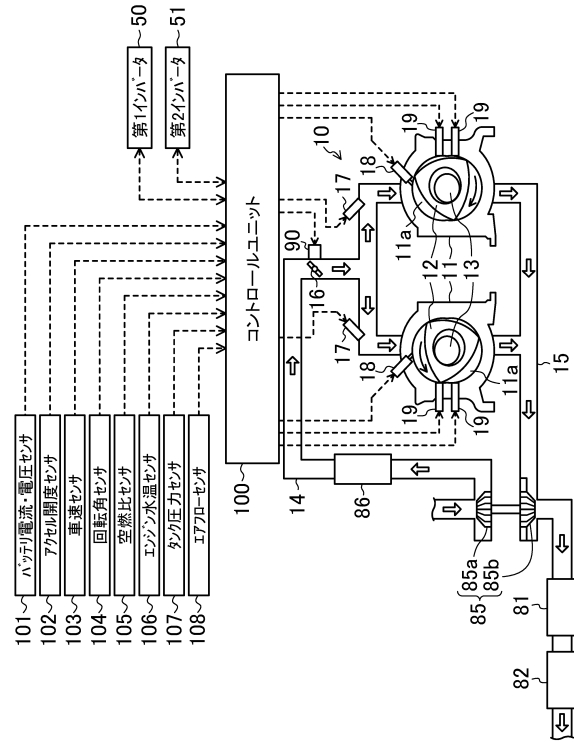 101 バッテリ電流・電圧センサ
102 アクセル開度センサ
103 車速センサ
104 回転角センサ
105 空燃比センサ
106 エンジン水温センサ
107 タンク圧力センサ
108 エアフローセンサ
50 第1インバータ
51 第2インバータ
コントロールユニット
100
10
90
16
17
17
18
18
19
19
19
19
11a
11a
12
11
13
14
15
86
85a
85b
85
81
82